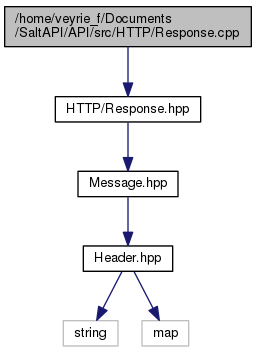 /home/veyrie_f/Documents
/SaltAPI/API/src/HTTP/Response.cpp
HTTP/Response.hpp
Message.hpp
Header.hpp
string
map